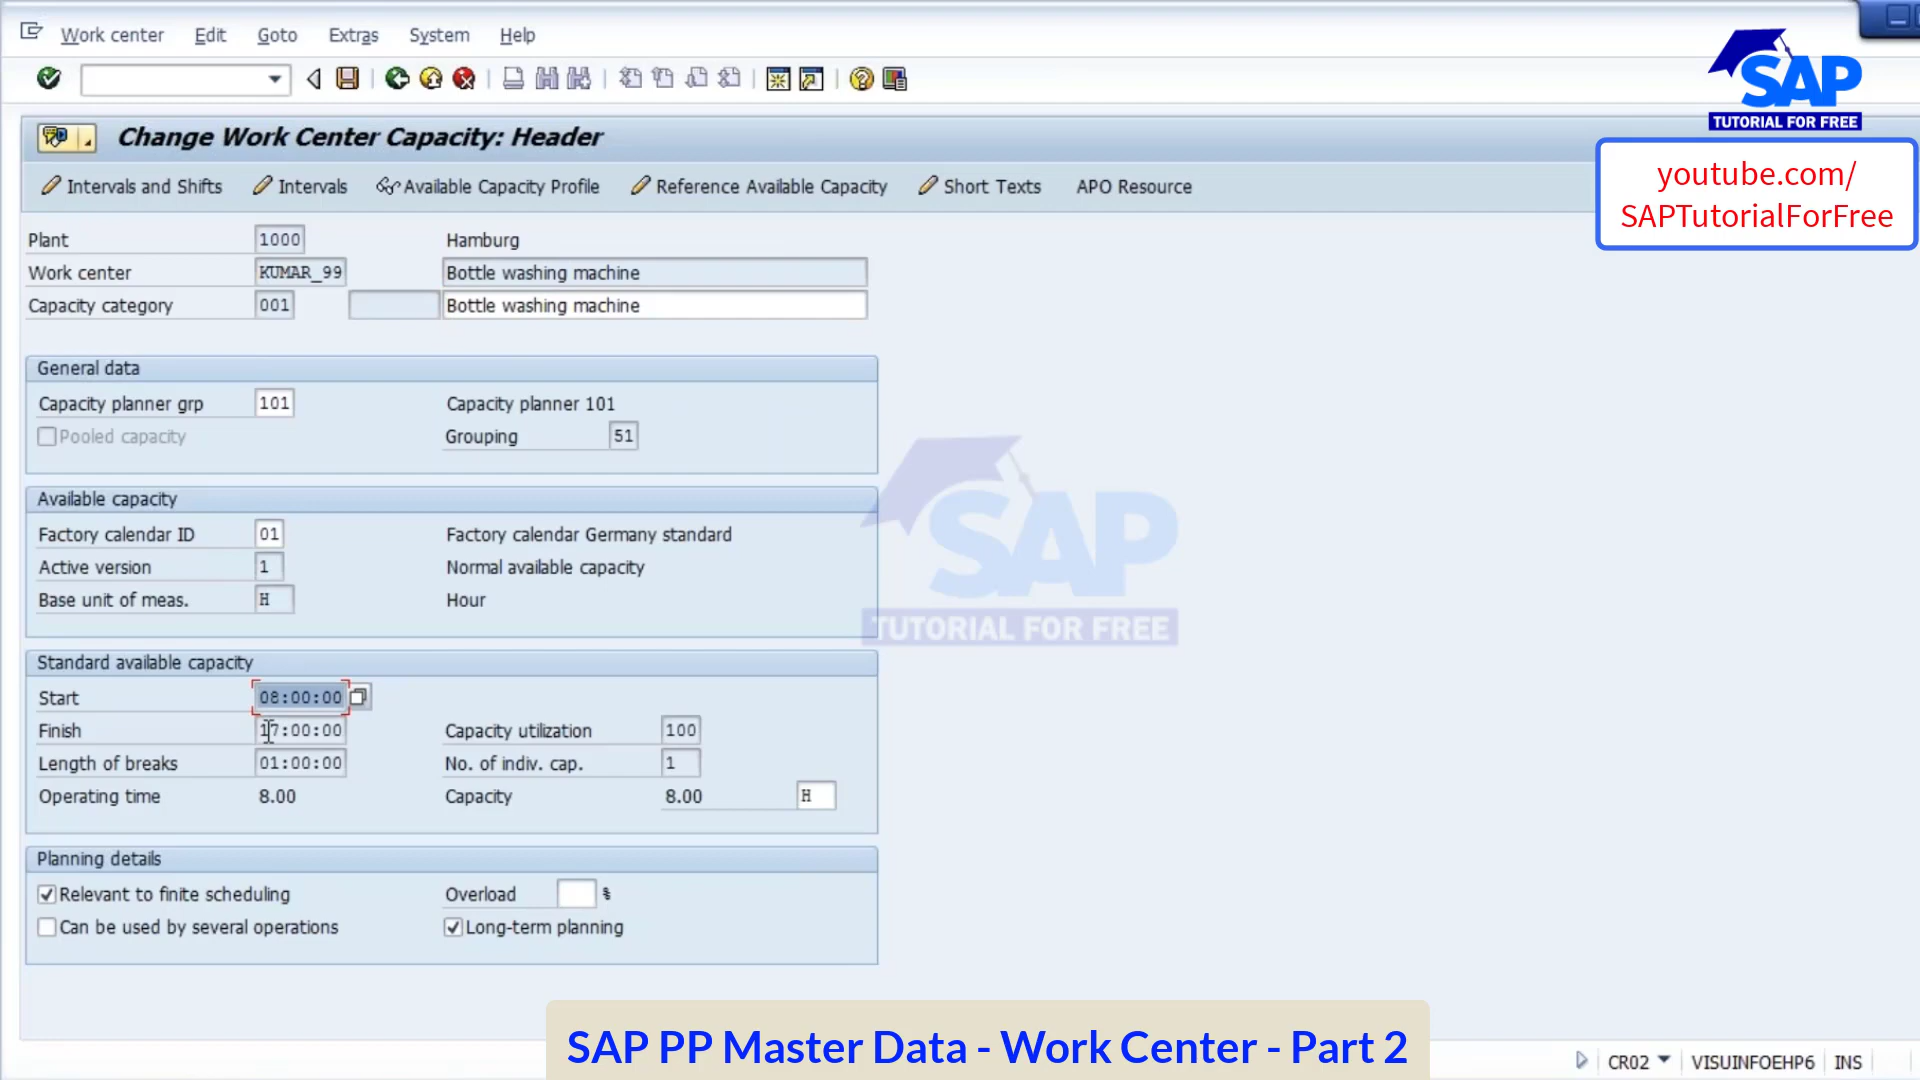 Work center Edit Goto Extras System Help
SAP
TUTORIAL FOR FREE
Change Work Center Capacity: Header
youtube.com/
SAPTutorialForFree
Intervals and Shifts Intervals Available Capacity Profile Reference Available Capacity Short Texts APO Resource
Plant 1000 Hamburg
Work center KUMAR_99 Bottle washing machine
Capacity category 001 Bottle washing machine
General data
Capacity planner grp 101 Capacity planner 101
Pooled capacity Grouping 51
Available capacity
Factory calendar ID 01 Factory calendar Germany standard
Active version 1 Normal available capacity
Base unit of meas. H Hour
SAP
TUTORIAL FOR FREE
Standard available capacity
Start 08:00:00
Finish 17:00:00 Capacity utilization 100
Length of breaks 01:00:00 No. of indiv. cap. 1
Operating time 8.00 Capacity 8.00 H
Planning details
Relevant to finite scheduling Overload %
Can be used by several operations Long-term planning
SAP PP Master Data - Work Center - Part 2
CR02 VISUINFOEHP6 INS